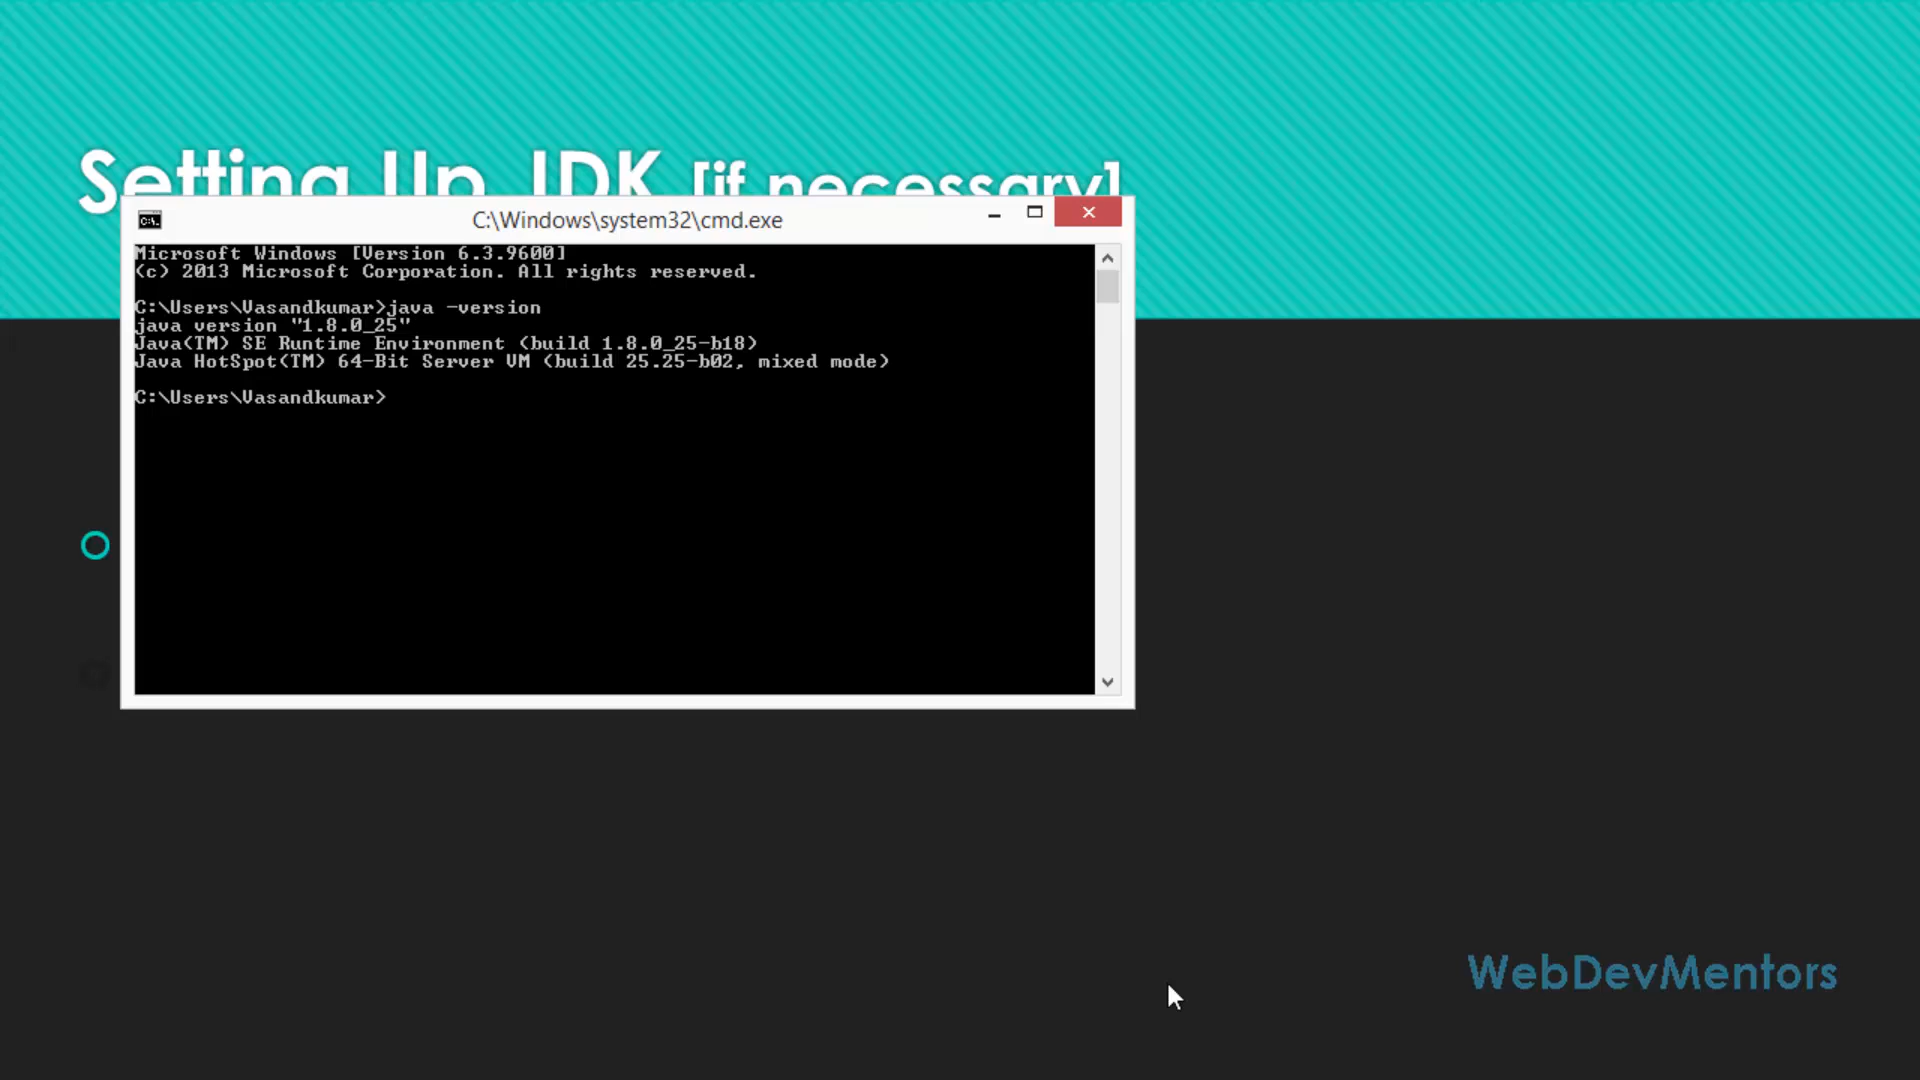 Setting Up JDK [if necessary]
C:\Windows\system32\cmd.exe
Microsoft Windows [Version 6.3.9600]
(c) 2013 Microsoft Corporation. All rights reserved.
C:\Users\Vasandkumar>java -version
java version "1.8.0_25"
Java(TM) SE Runtime Environment (build 1.8.0_25-b18)
Java HotSpot(TM) 64-Bit Server VM (build 25.25-b02, mixed mode)
C:\Users\Vasandkumar>
WebDevMentors